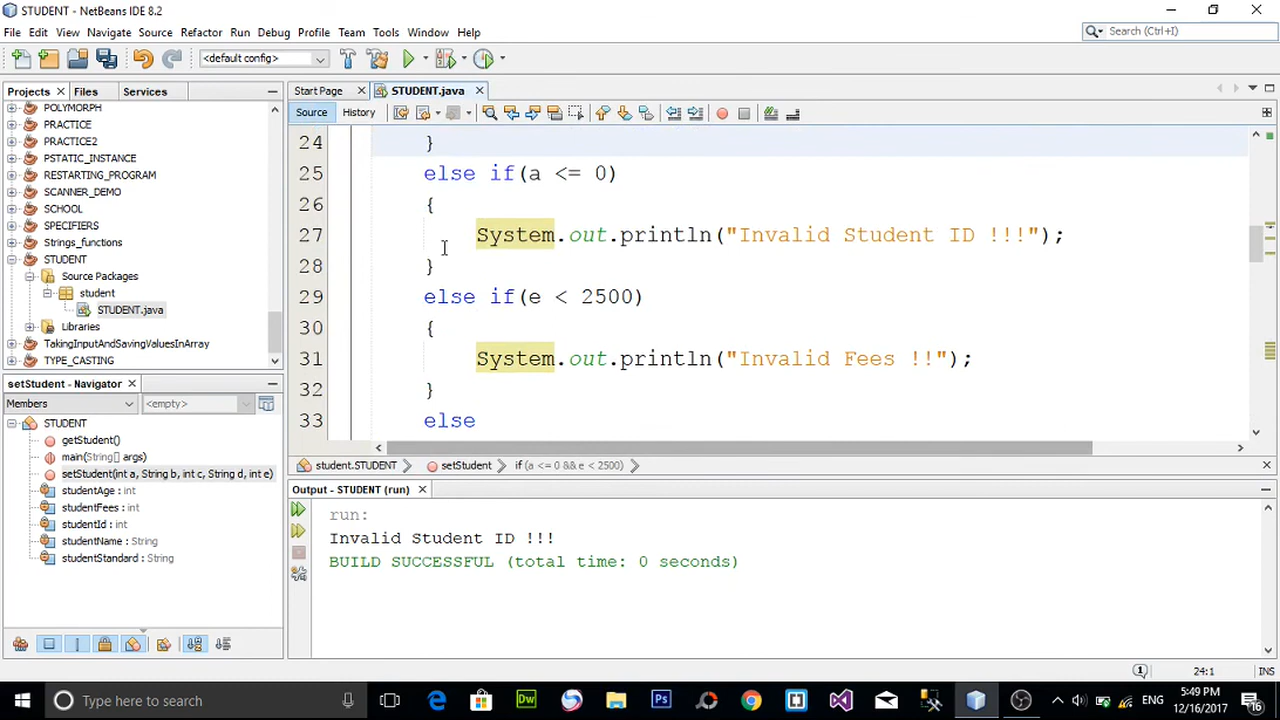 STUDENT - NetBeans IDE 8.2
File Edit View Navigate Source Refactor Run Debug Profile Team Tools Window Help
Search (Ctrl+I)
<default config>
Projects Files Services
Start Page STUDENT.java
Source History
POLYMORPH
PRACTICE
PRACTICE2
PSTATIC_INSTANCE
RESTARTING_PROGRAM
SCANNER_DEMO
SCHOOL
SPECIFIERS
Strings_functions
STUDENT
Source Packages
student
STUDENT.java
Libraries
TakingInputAndSavingValuesInArray
TYPE_CASTING
24 }
25 else if(a <= 0)
26 {
27 System.out.println("Invalid Student ID !!!");
28 }
29 else if(e < 2500)
30 {
31 System.out.println("Invalid Fees !!");
32 }
33 else
student.STUDENT setStudent if (a <= 0 && e < 2500)
setStudent - Navigator
Members <empty>
STUDENT
getStudent()
main(String[] args)
setStudent(int a, String b, int c, String d, int e)
studentAge : int
studentFees : int
studentId : int
studentName : String
studentStandard : String
Output - STUDENT (run)
run:
Invalid Student ID !!!
BUILD SUCCESSFUL (total time: 0 seconds)
24:1 INS
Type here to search
Dw
Ps
ENG
5:49 PM
12/16/2017
16